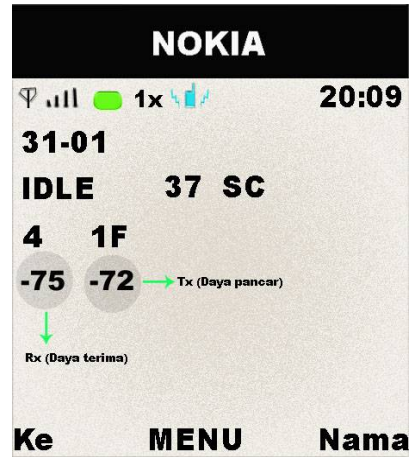 NOKIA
1x 20:09
31-01
IDLE 37 SC
4 1F
-75 -72 Tx (Daya pancar)
Rx (Daya terima)
Ke MENU Nama